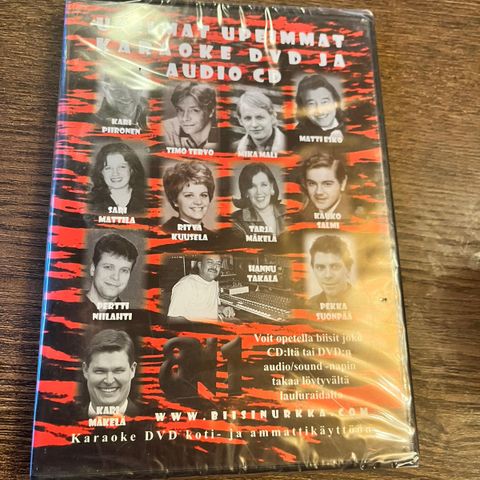 UPEIMMAT
KARAOKE DVD JA
AUDIO CD
KARI
PIIRONEN
TIMO TERVO
MIKA MALI
MATTI ESKO
SARI
MATTILA
RITVA
KUUSELA
TARJA
MÄKELÄ
KAUKO
SALMI
PERTTI
NIILAHTI
HANNU
TAKALA
PEKKA
SUONPÄÄ
KARI
MÄKELÄ
Voit opetella biisit joko
CD:ltä tai DVD:n
audio/sound -napin
takaa löytyvältä
lauluraidalta
WWW.BIISINURKKA.COM
Karaoke DVD koti- ja ammattikäyttöön